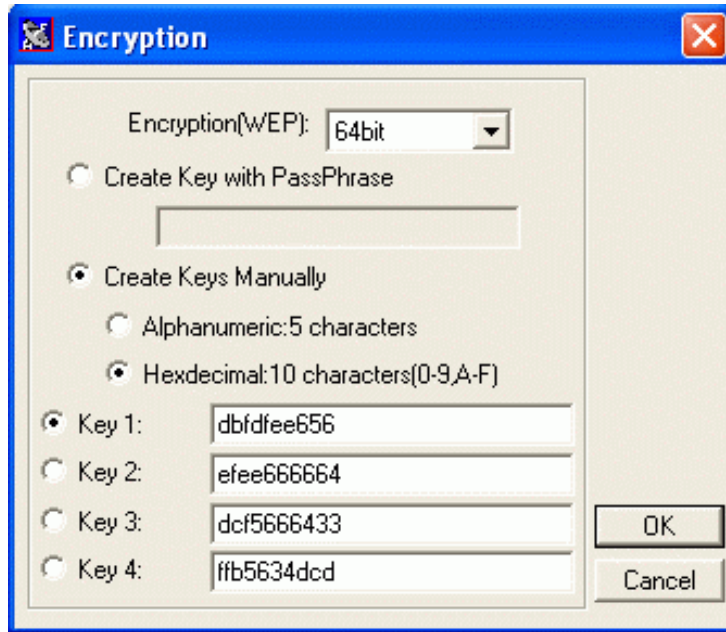 Encryption
Encryption(WEP): 64bit
Create Key with PassPhrase
Create Keys Manually
Alphanumeric:5 characters
Hexdecimal:10 characters(0-9,A-F)
Key 1: dbfdfee656
Key 2: efee666664
Key 3: dcf5666433
Key 4: ffb5634dcd
OK
Cancel